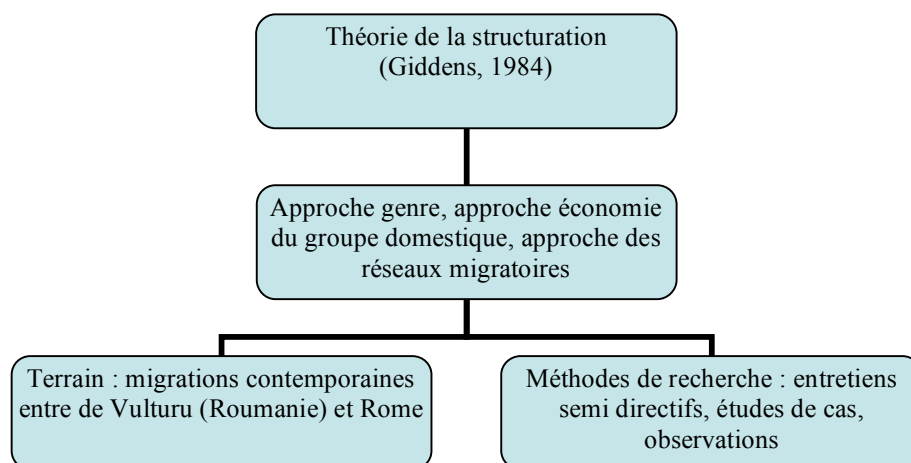 Théorie de la structuration
(Giddens, 1984)
Approche genre, approche économie
du groupe domestique, approche des
réseaux migratoires
Terrain : migrations contemporaines
entre de Vulturu (Roumanie) et Rome
Méthodes de recherche : entretiens
semi directifs, études de cas,
observations